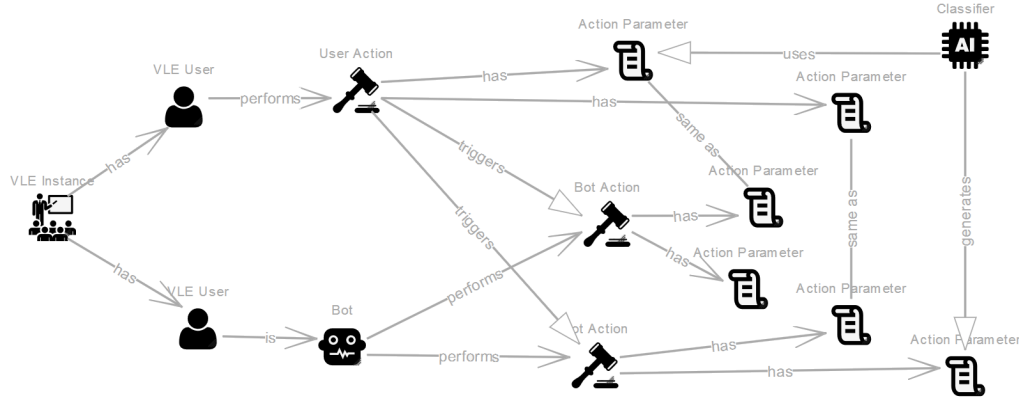 Classifier
Action Parameter
User Action
uses
VLE User
has
Action Parameter
performs
has
AI
same as
triggers
has
Action Parameter
VLE Instance
Bot Action
has
triggers
same as
generates
has
Action Parameter
has
performs
VLE User
Action Parameter
Bot
is
ot Action
has
Action Parameter
performs
has